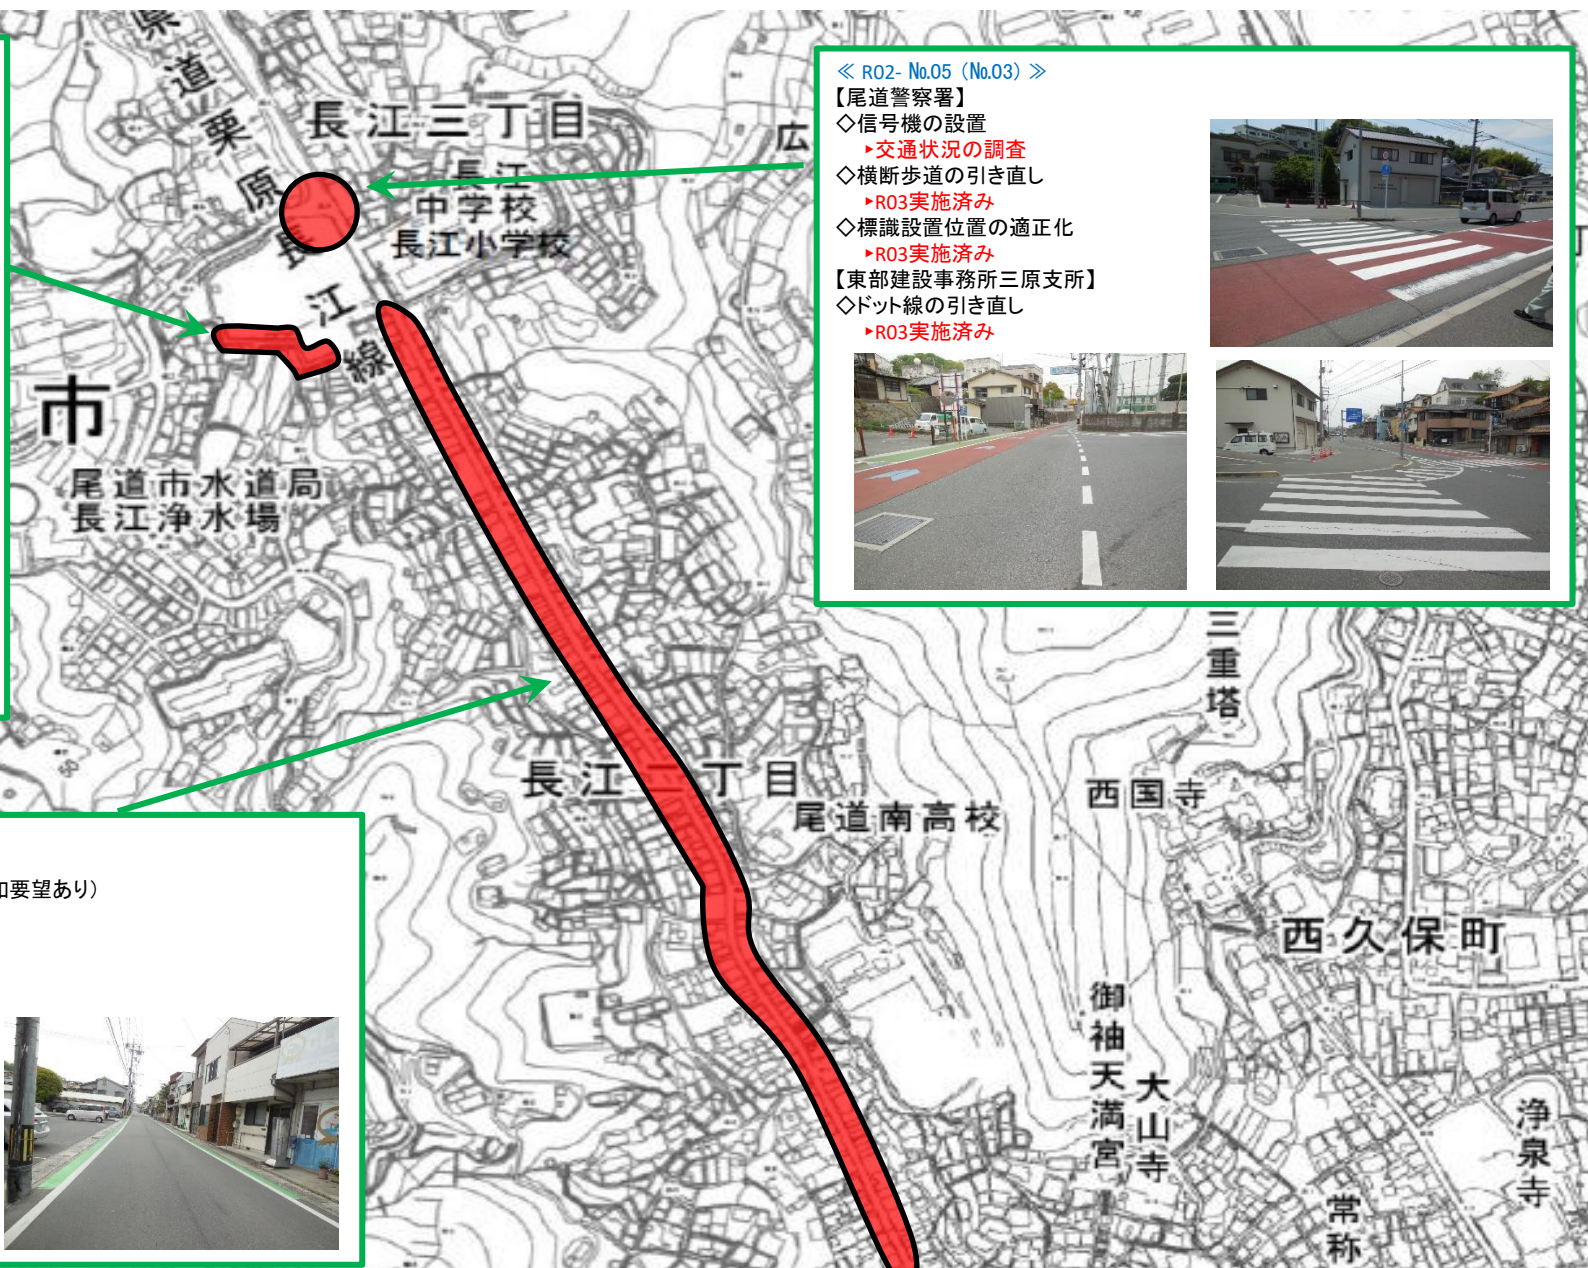 ≪ R02- №05（№03）≫
【尾道警察署】
◇信号機の設置
▸交通状況の調査
◇横断歩道の引き直し
▸R03実施済み
◇標識設置位置の適正化
▸R03実施済み
【東部建設事務所三原支所】
◇ドット線の引き直し
▸R03実施済み
県道栗原長江線
長江三丁目
広
長江
中学校
長江小学校
市
尾道市水道局
長江浄水場
三重塔
長江二丁目
尾道南高校
西国寺
西久保町
御袖天満宮
大山寺
浄泉寺
常称
要望あり）
50